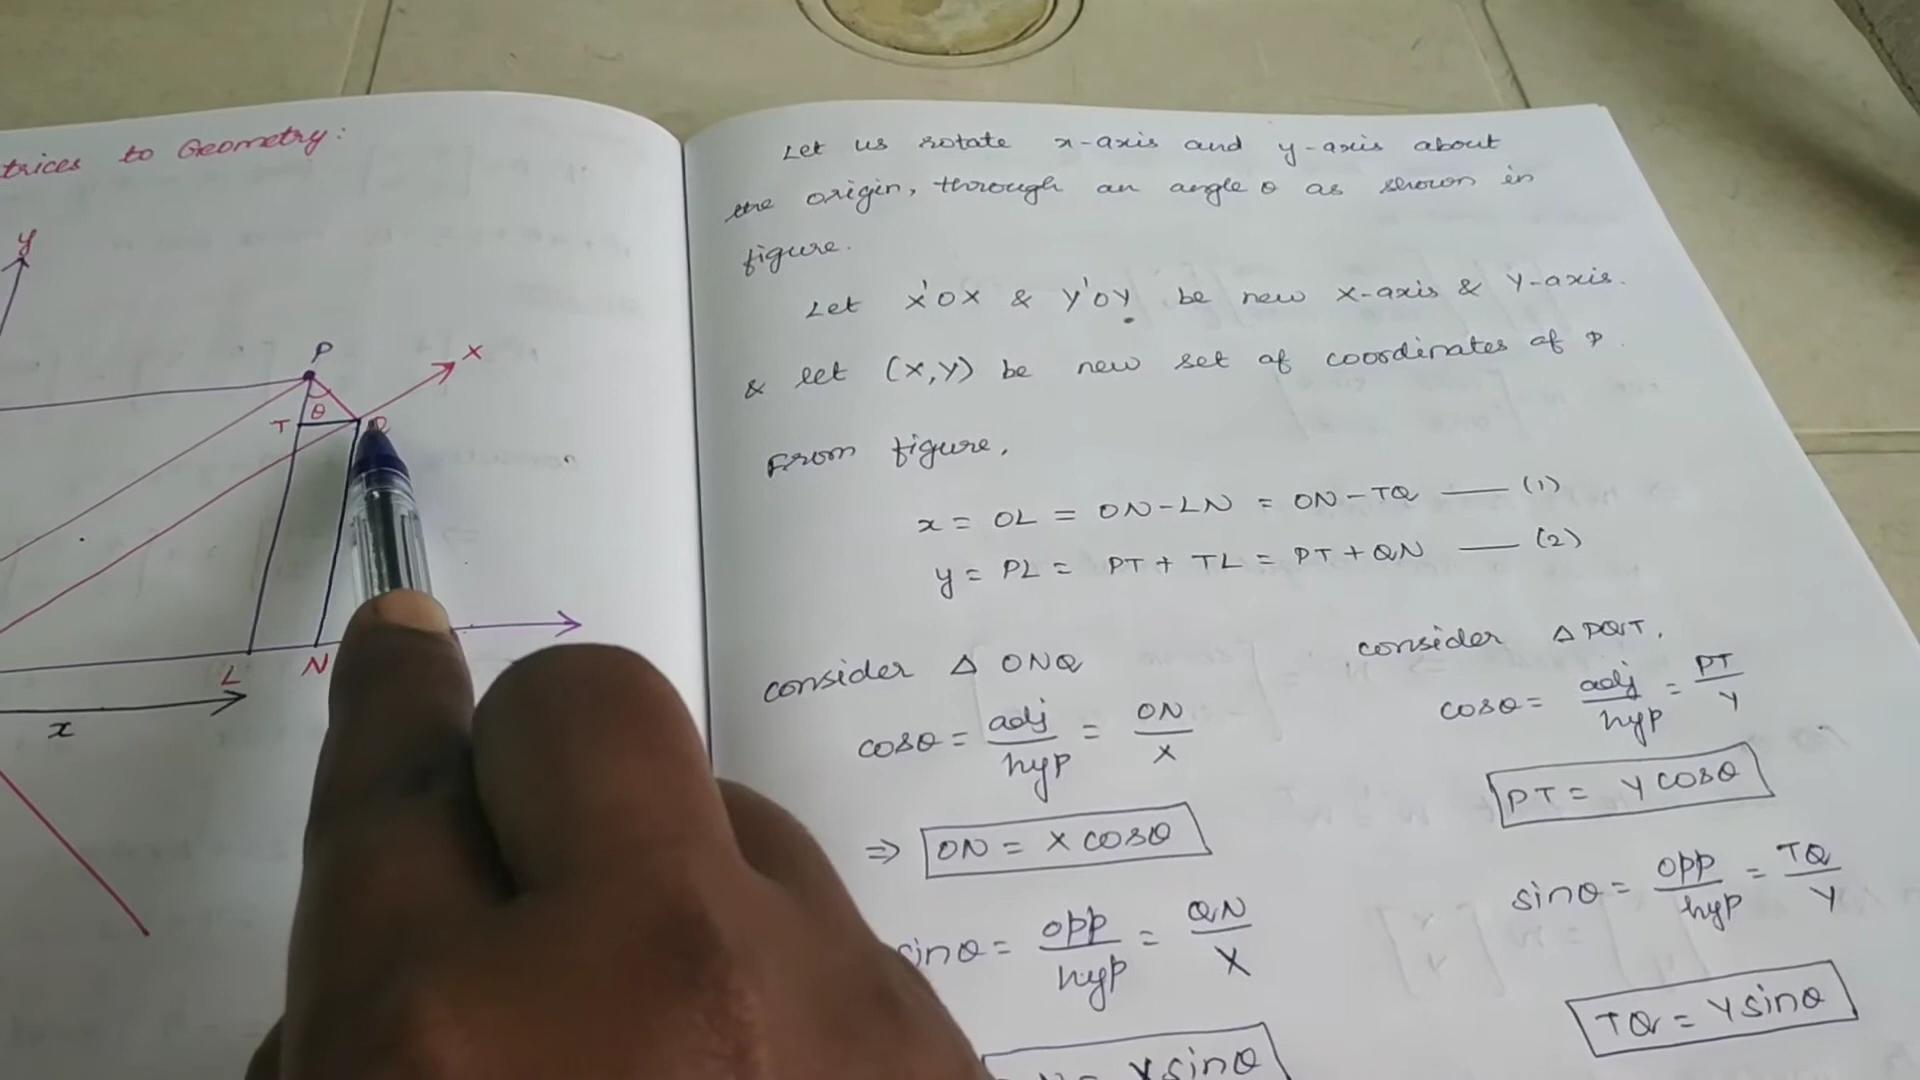 trices to Geometry:
y
P
X
θ
T
L
N
x
Let us rotate x-axis and y-axis about
the origin, through an angle θ as shown in
figure.
Let X'OX & Y'OY be new X-axis & Y-axis.
& let (X,Y) be new set of coordinates of P.
From figure,
x = OL = ON-LN = ON-TQ —— (1)
y = PL = PT + TL = PT + QN —— (2)
consider Δ ONQ
cosθ = adj/hyp = ON/X
⇒ ON = X cosθ
sinθ = opp/hyp = QN/X
= X sinθ
consider Δ PQT,
cosθ = adj/hyp = PT/Y
PT = Y cosθ
sinθ = opp/hyp = TQ/Y
TQ = Y sinθ